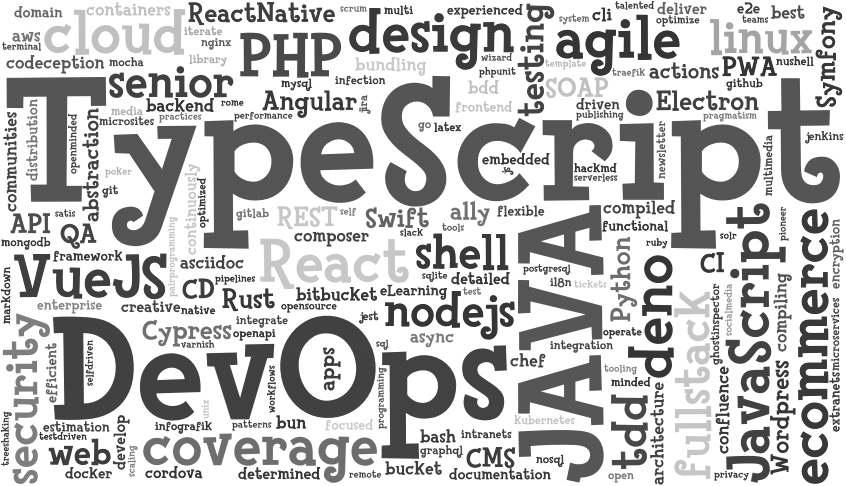 domain
containers
ReactNative
scrum
multi
experienced
cli
talented
deliver
e2e
best
aws
cloud
iterate
nginx
PHP
design
wizard
testing
system
agile
optimize
teams
linux
Symfony
terminal
codeception
mocha
library
mysql
infection
bundling
phpunit
template
traefik
actions
PWA
nushell
senior
Angular
jira
bdd
SOAP
driven
publishing
Electron
github
pragmatism
communities
distribution
openminded
abstraction
media
microsites
backend
practices
rome
performance
frontend
go
latex
TypeScript
embedded
hackmd
serverless
newsletter
multimedia
jenkins
poker
git
continuously
optimized
gitlab
REST
self
Swift
slack
ally
tools
flexible
compiled
functional
ruby
solr
pioneer
API
satis
mongodb
QA
framework
pairprogramming
asciidoc
composer
React
shell
sqlite
detailed
test
postgresql
i18n
tickets
JAVA
Python
deno
CI
JavaScript
ecommerce
encryption
markdown
VueJS
CD
pipelines
native
Rust
bitbucket
opensource
eLearning
nodejs
enterprise
creative
Cypress
varnish
integrate
openapi
jest
sql
async
chef
integration
operate
tooling
minded
fullstack
ghostinspector
socialmedia
compiling
microservices
extranets
security
efficient
selfdriven
DevOps
apps
workflows
programming
Kubernetes
tdd
architecture
confluence
Wordpress
treeshaking
estimation
testdriven
web
docker
develop
scaling
infografik
unix
patterns
bun
focused
coverage
cordova
determined
remote
bash
graphql
bucket
intranets
CMS
documentation
nosql
open
privacy